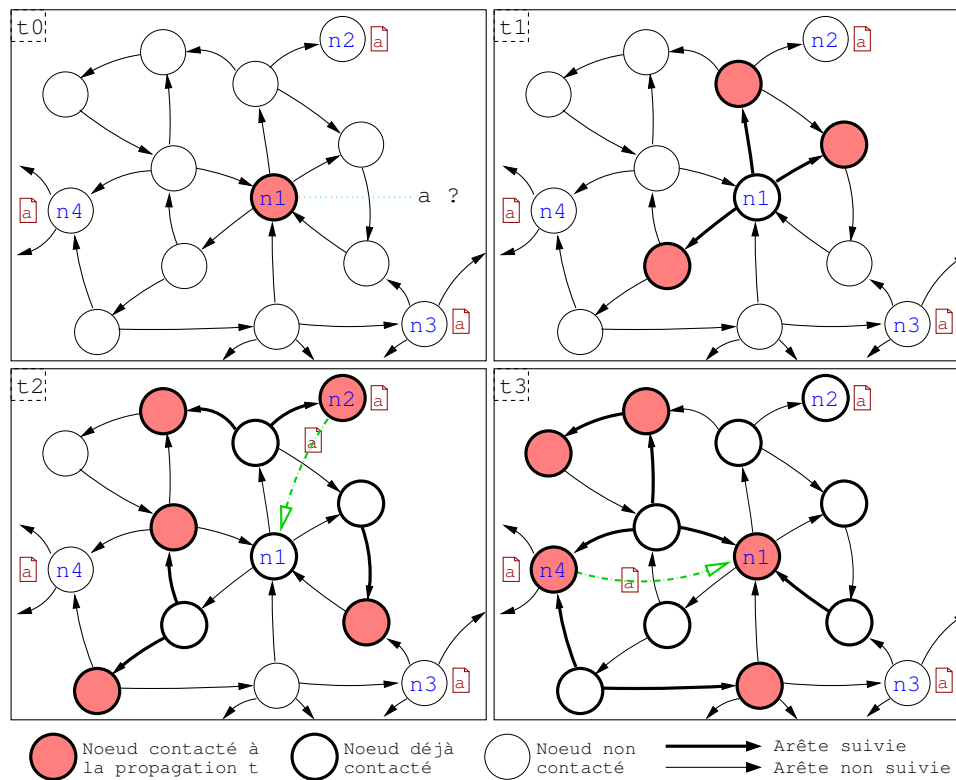 t0
n2 a
n1 a ?
a n4
n3 a
t1
n2 a
n1
a n4
n3 a
t2
n2 a
a
n1
a n4
n3 a
t3
n2 a
n1
a n4
a
n3 a
Noeud contacté à
la propagation t
Noeud déjà
contacté
Noeud non
contacté
Arête suivie
Arête non suivie